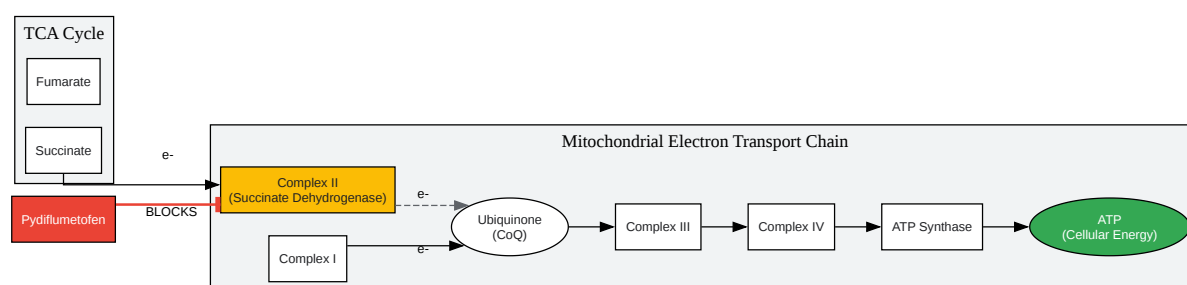 TCA Cycle
Fumarate
Succinate
e-
Pydiflumetofen
BLOCKS
Mitochondrial Electron Transport Chain
Complex II
(Succinate Dehydrogenase)
e-
Complex I
e-
Ubiquinone
(CoQ)
Complex III
Complex IV
ATP Synthase
ATP
(Cellular Energy)